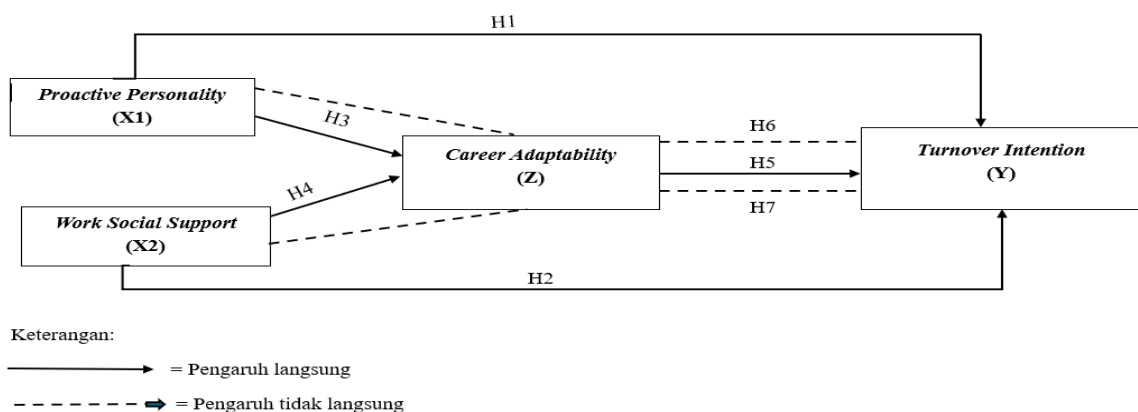 H1
Proactive Personality
(X1)
H3
H6
Career Adaptability
(Z)
Turnover Intention
(Y)
H5
H4
H7
Work Social Support
(X2)
H2
Keterangan:
= Pengaruh langsung
= Pengaruh tidak langsung